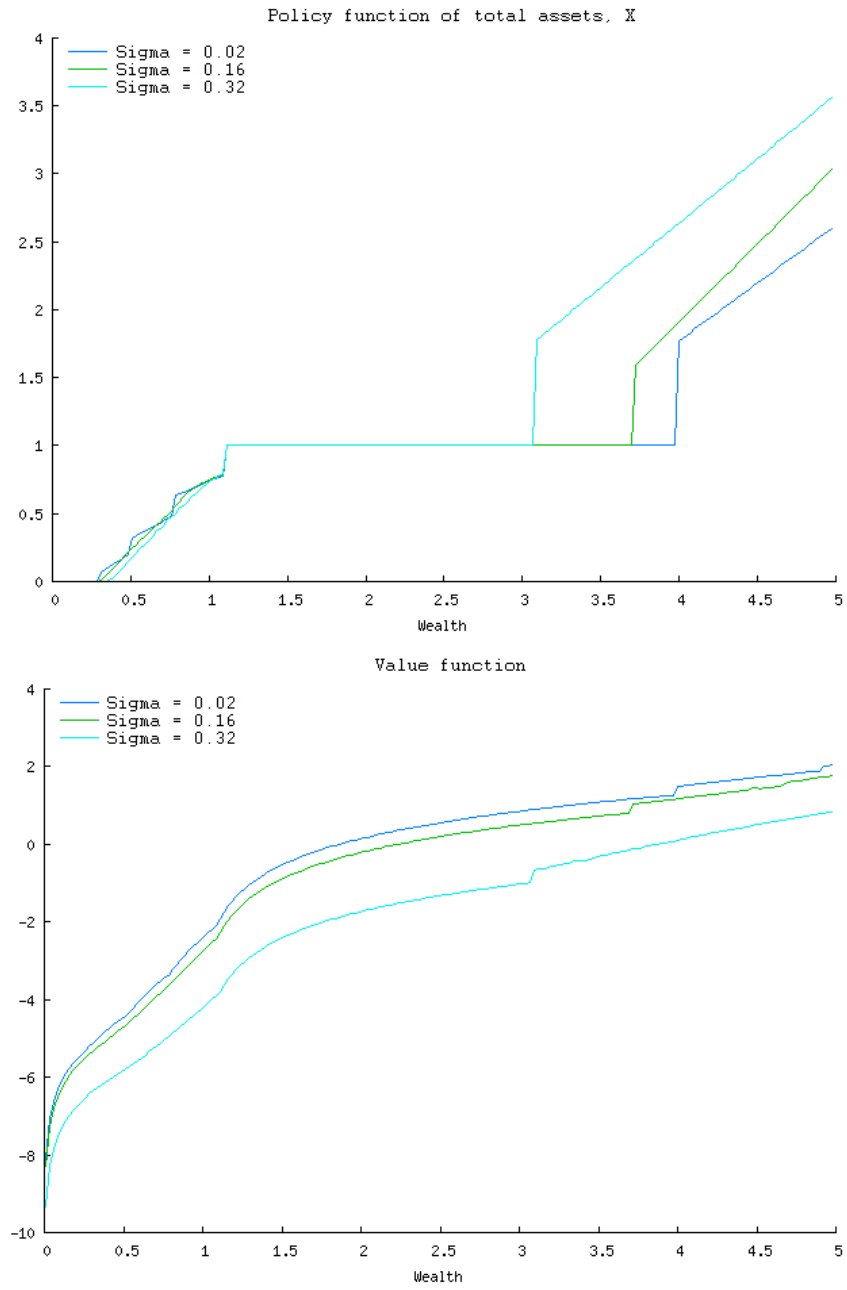 Policy function of total assets, X
4
Sigma = 0.02
Sigma = 0.16
Sigma = 0.32
3.5
3
2.5
2
1.5
1
0.5
0
0 0.5 1 1.5 2 2.5 3 3.5 4 4.5 5
Wealth
Value function
4
Sigma = 0.02
Sigma = 0.16
Sigma = 0.32
2
0
-2
-4
-6
-8
-10
0 0.5 1 1.5 2 2.5 3 3.5 4 4.5 5
Wealth